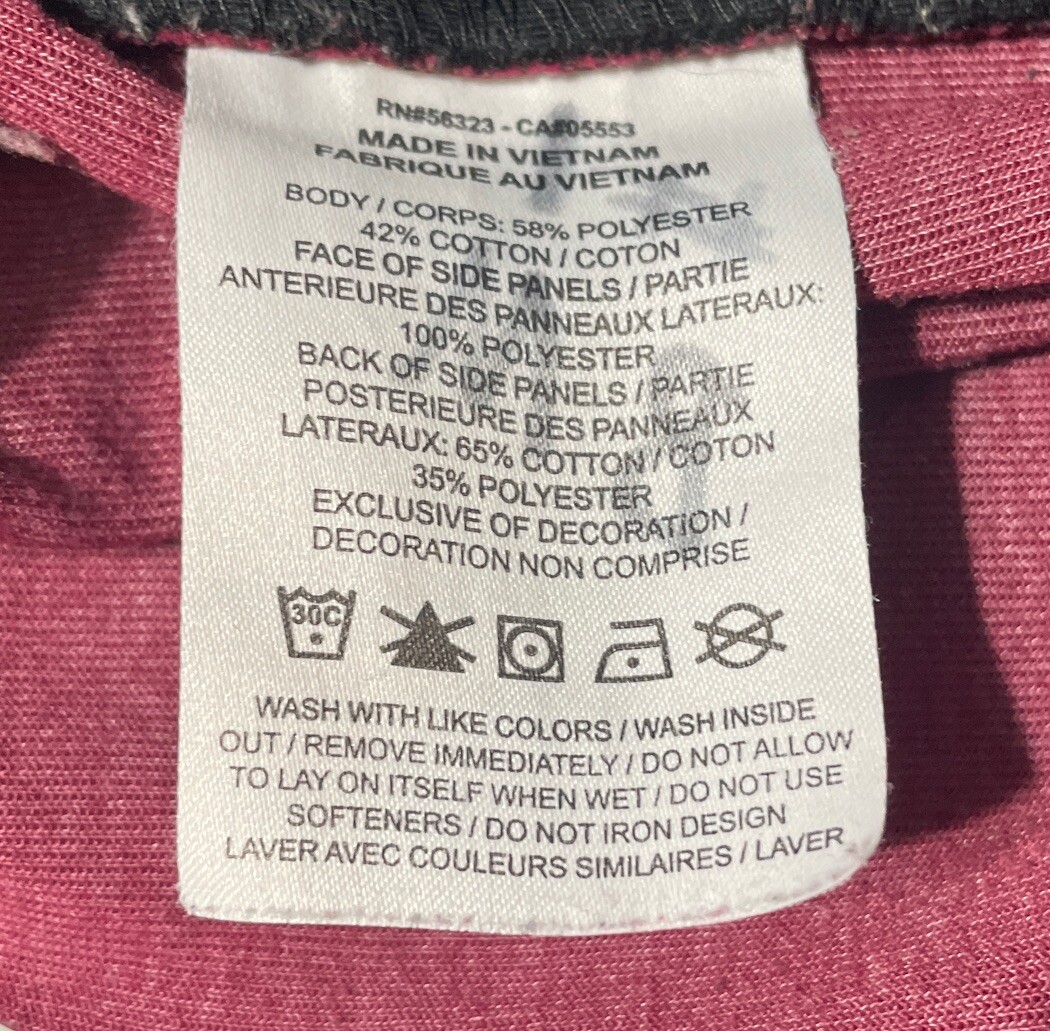 RN#56323 - CA#05553
MADE IN VIETNAM
FABRIQUE AU VIETNAM
BODY / CORPS: 58% POLYESTER
42% COTTON / COTON
FACE OF SIDE PANELS / PARTIE
ANTERIEURE DES PANNEAUX LATERAUX:
100% POLYESTER
BACK OF SIDE PANELS / PARTIE
POSTERIEURE DES PANNEAUX
LATERAUX: 65% COTTON / COTON
35% POLYESTER
EXCLUSIVE OF DECORATION /
DECORATION NON COMPRISE
30C
WASH WITH LIKE COLORS / WASH INSIDE
OUT / REMOVE IMMEDIATELY / DO NOT ALLOW
TO LAY ON ITSELF WHEN WET / DO NOT USE
SOFTENERS / DO NOT IRON DESIGN
LAVER AVEC COULEURS SIMILAIRES / LAVER